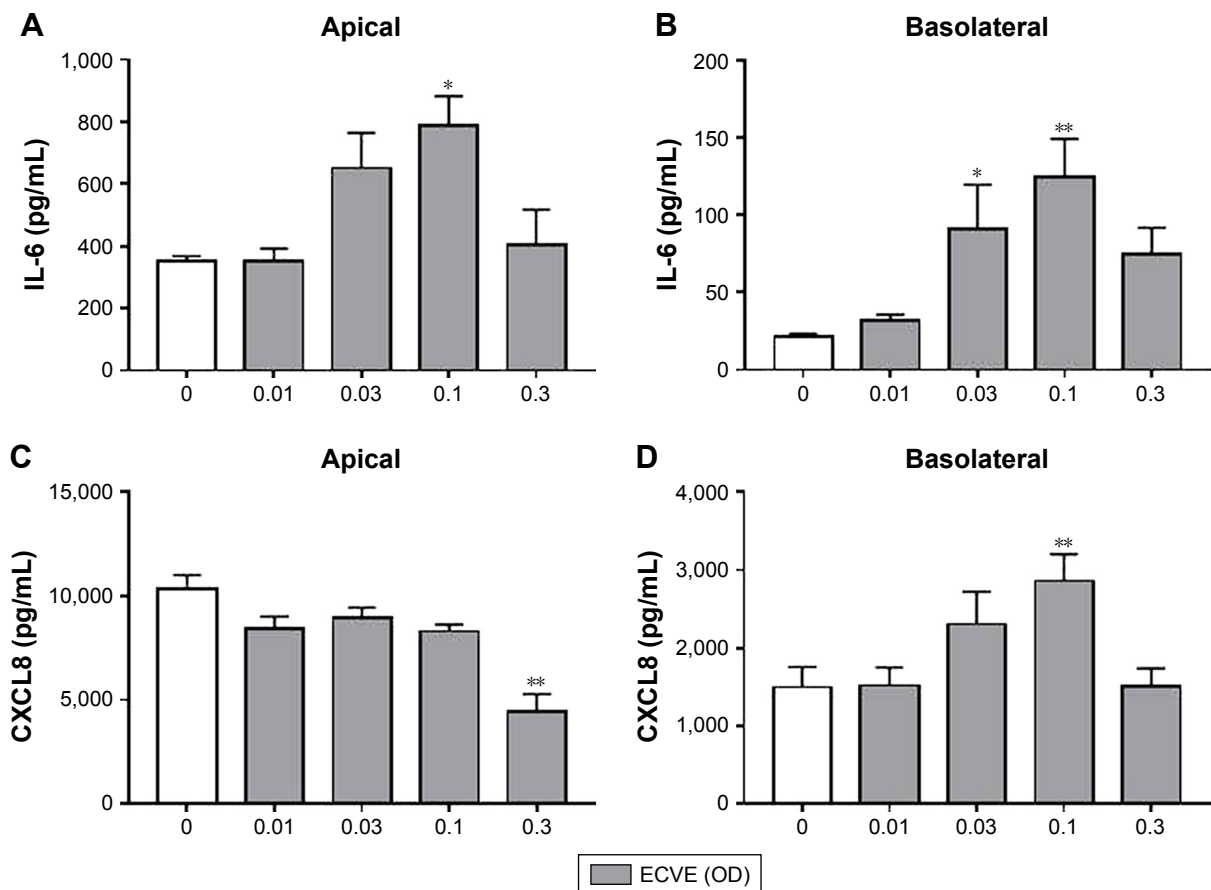 A
Apical
IL-6 (pg/mL)
1,000
800
600
400
200
0
*
0 0.01 0.03 0.1 0.3
B
Basolateral
IL-6 (pg/mL)
200
150
100
50
0
*
**
0 0.01 0.03 0.1 0.3
C
Apical
CXCL8 (pg/mL)
15,000
10,000
5,000
0
**
0 0.01 0.03 0.1 0.3
D
Basolateral
CXCL8 (pg/mL)
4,000
3,000
2,000
1,000
0
**
0 0.01 0.03 0.1 0.3
ECVE (OD)